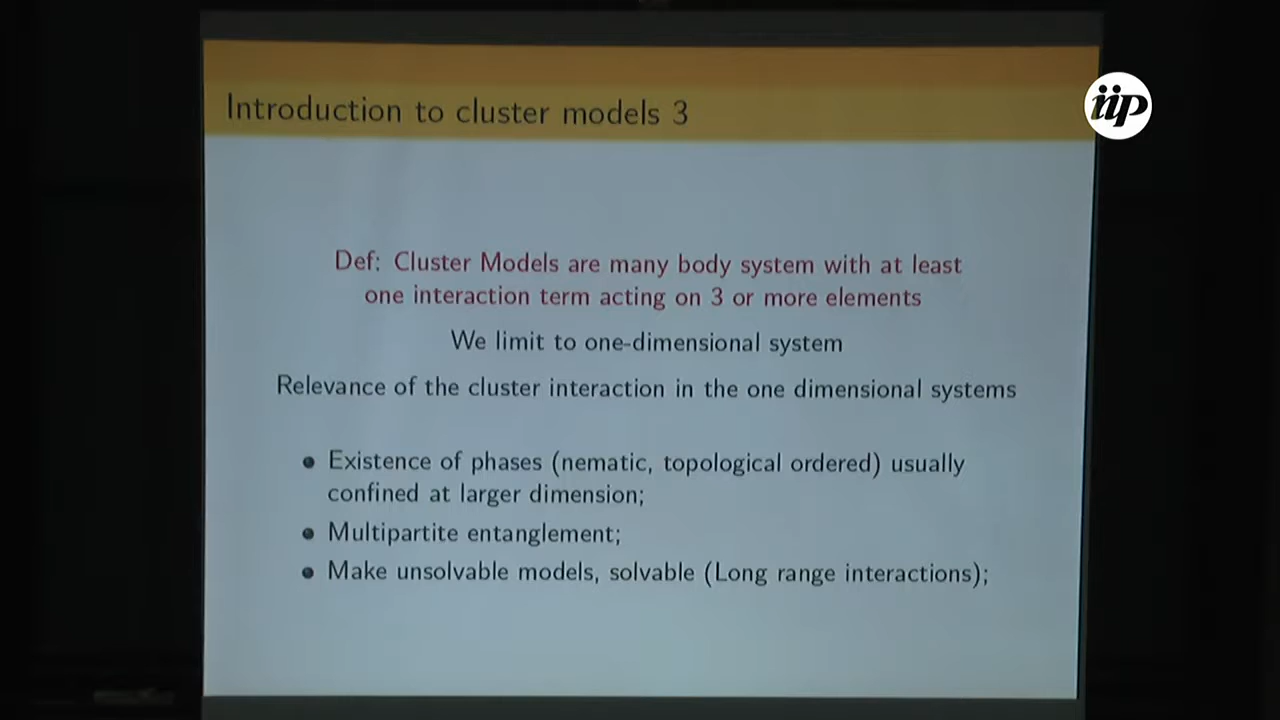 Introduction to cluster models 3
iip
Def: Cluster Models are many body system with at least
one interaction term acting on 3 or more elements
We limit to one-dimensional system
Relevance of the cluster interaction in the one dimensional systems
Existence of phases (nematic, topological ordered) usually
confined at larger dimension;
Multipartite entanglement;
Make unsolvable models, solvable (Long range interactions);